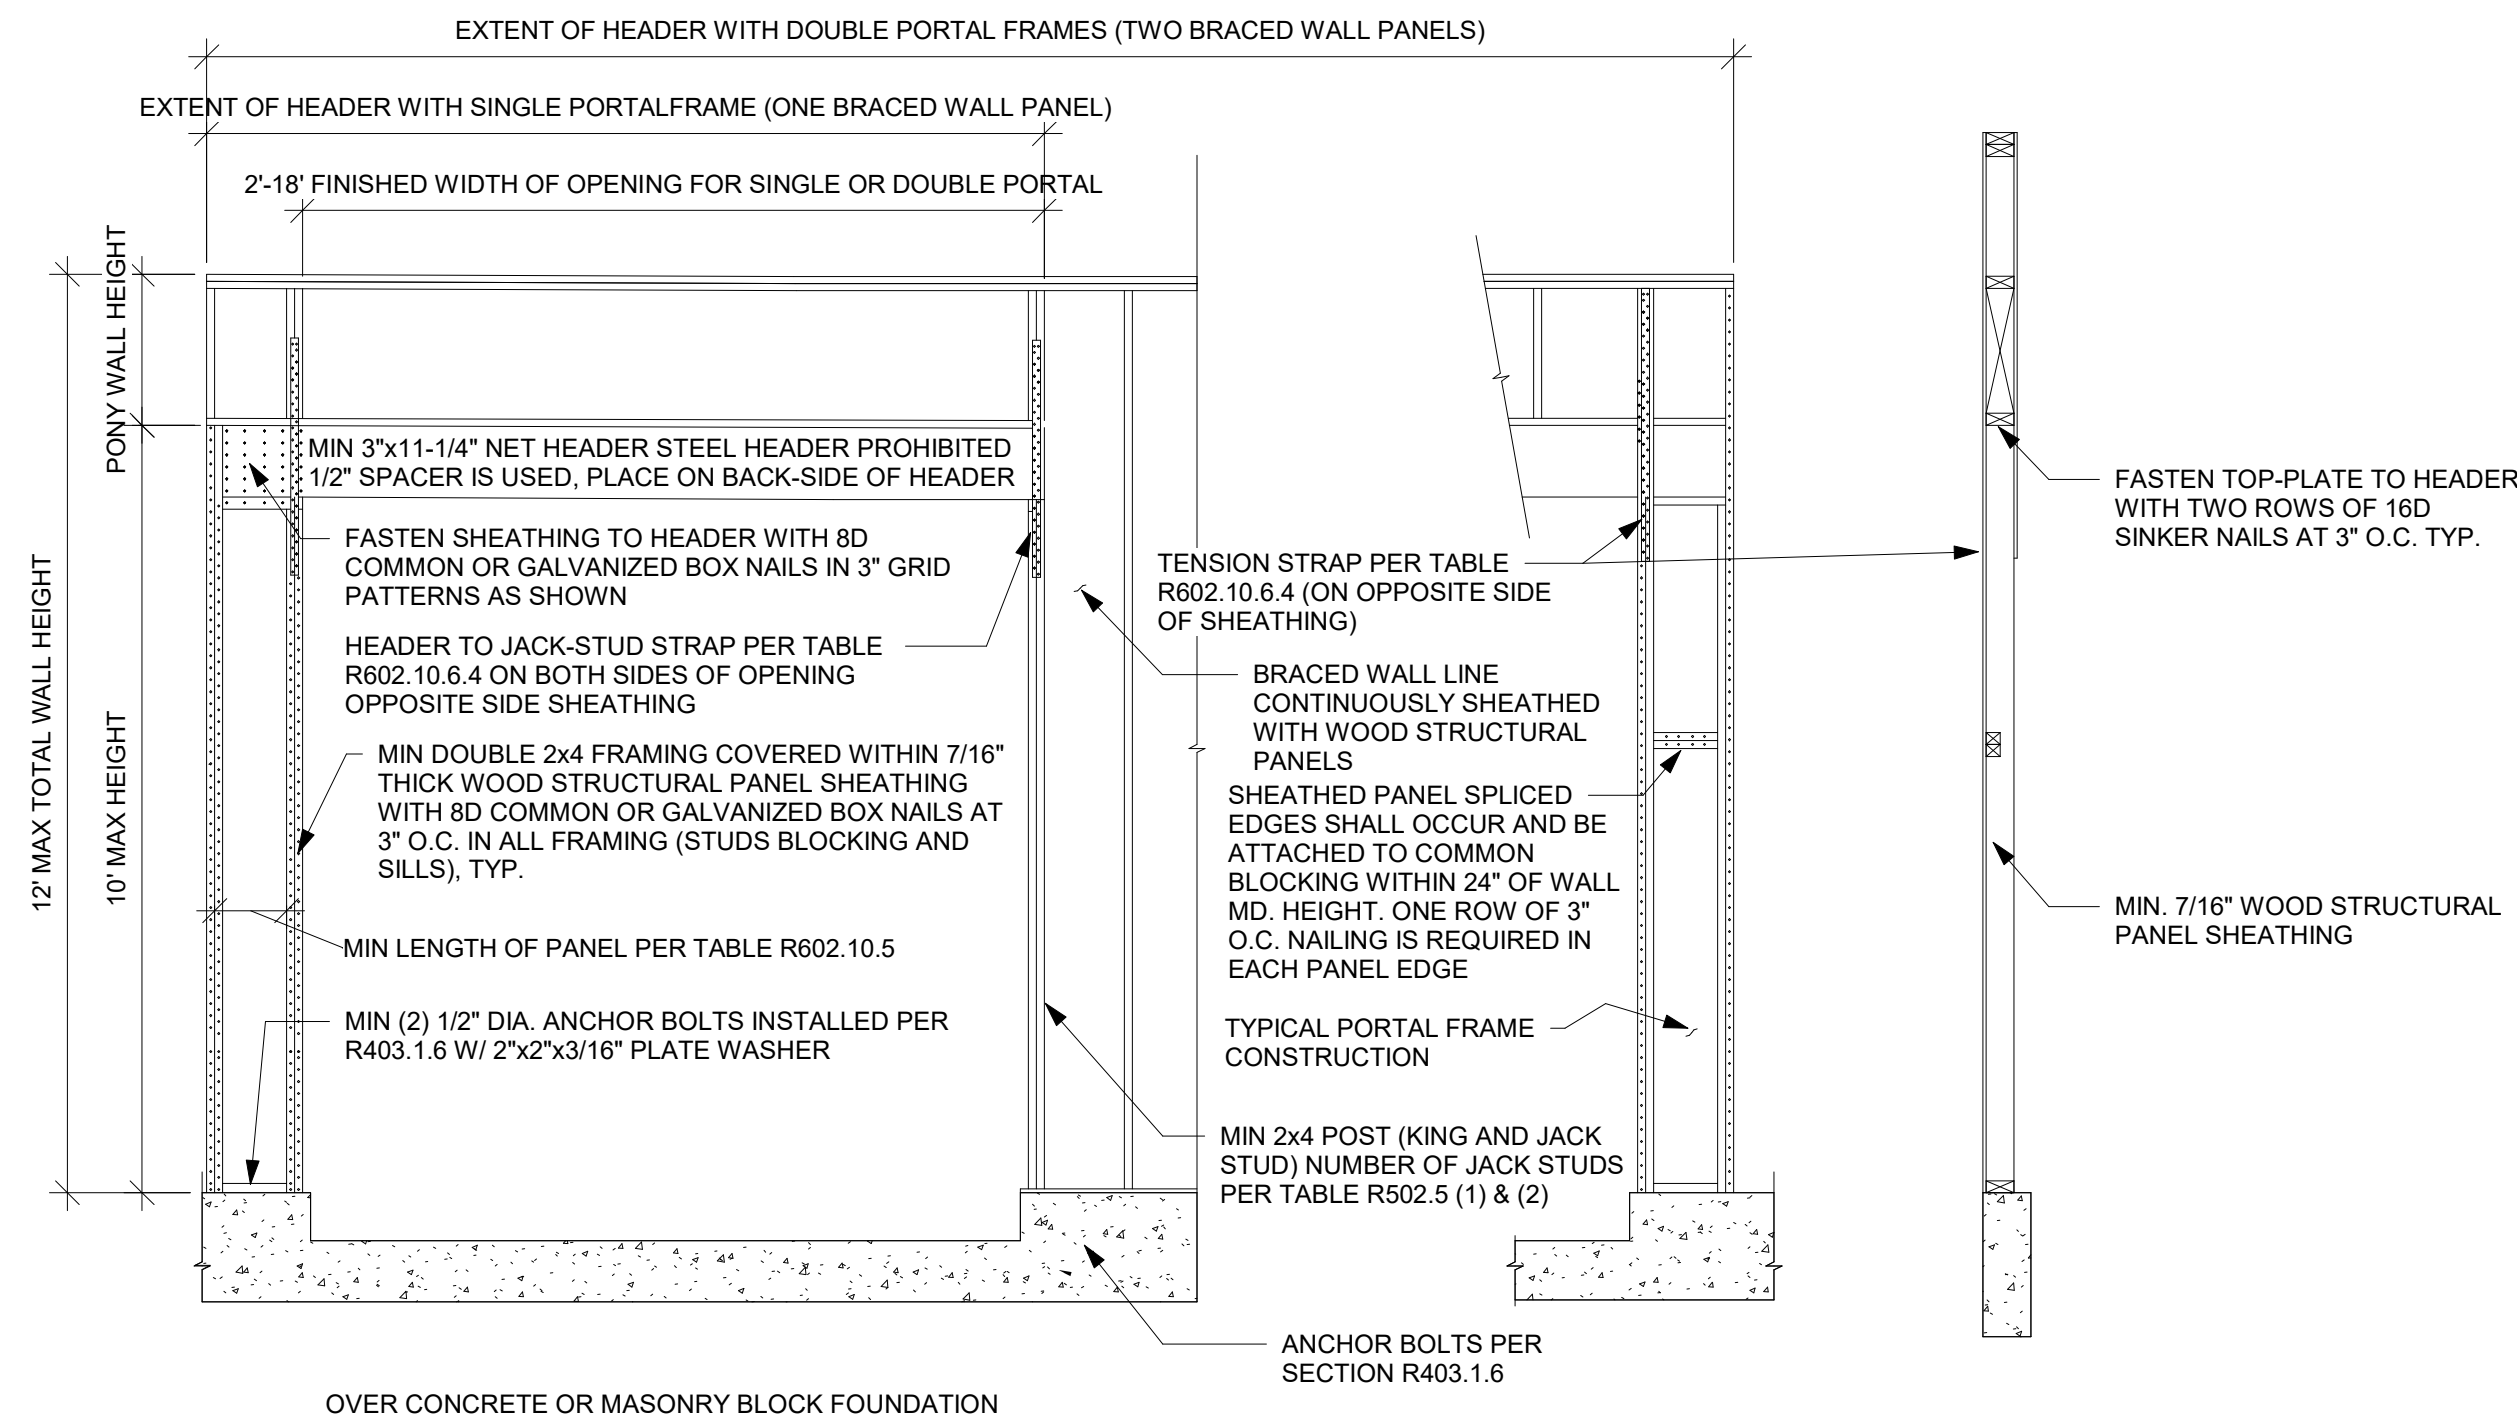 EXTENT OF HEADER WITH DOUBLE PORTAL FRAMES (TWO BRACED WALL PANELS)
EXTENT OF HEADER WITH SINGLE PORTALFRAME (ONE BRACED WALL PANEL)
2'-18' FINISHED WIDTH OF OPENING FOR SINGLE OR DOUBLE PORTAL
PONY WALL HEIGHT
12' MAX TOTAL WALL HEIGHT
10' MAX HEIGHT
MIN 3"x11-1/4" NET HEADER STEEL HEADER PROHIBITED
1/2" SPACER IS USED, PLACE ON BACK-SIDE OF HEADER
FASTEN SHEATHING TO HEADER WITH 8D
COMMON OR GALVANIZED BOX NAILS IN 3" GRID
PATTERNS AS SHOWN
HEADER TO JACK-STUD STRAP PER TABLE
R602.10.6.4 ON BOTH SIDES OF OPENING
OPPOSITE SIDE SHEATHING
MIN DOUBLE 2x4 FRAMING COVERED WITHIN 7/16"
THICK WOOD STRUCTURAL PANEL SHEATHING
WITH 8D COMMON OR GALVANIZED BOX NAILS AT
3" O.C. IN ALL FRAMING (STUDS BLOCKING AND
SILLS), TYP.
MIN LENGTH OF PANEL PER TABLE R602.10.5
MIN (2) 1/2" DIA. ANCHOR BOLTS INSTALLED PER
R403.1.6 W/ 2"x2"x3/16" PLATE WASHER
TENSION STRAP PER TABLE
R602.10.6.4 (ON OPPOSITE SIDE
OF SHEATHING)
BRACED WALL LINE
CONTINUOUSLY SHEATHED
WITH WOOD STRUCTURAL
PANELS
SHEATHED PANEL SPLICED
EDGES SHALL OCCUR AND BE
ATTACHED TO COMMON
BLOCKING WITHIN 24" OF WALL
MD. HEIGHT. ONE ROW OF 3"
O.C. NAILING IS REQUIRED IN
EACH PANEL EDGE
TYPICAL PORTAL FRAME
CONSTRUCTION
MIN 2x4 POST (KING AND JACK
STUD) NUMBER OF JACK STUDS
PER TABLE R502.5 (1) & (2)
ANCHOR BOLTS PER
SECTION R403.1.6
FASTEN TOP-PLATE TO HEADER
WITH TWO ROWS OF 16D
SINKER NAILS AT 3" O.C. TYP.
MIN. 7/16" WOOD STRUCTURAL
PANEL SHEATHING
OVER CONCRETE OR MASONRY BLOCK FOUNDATION